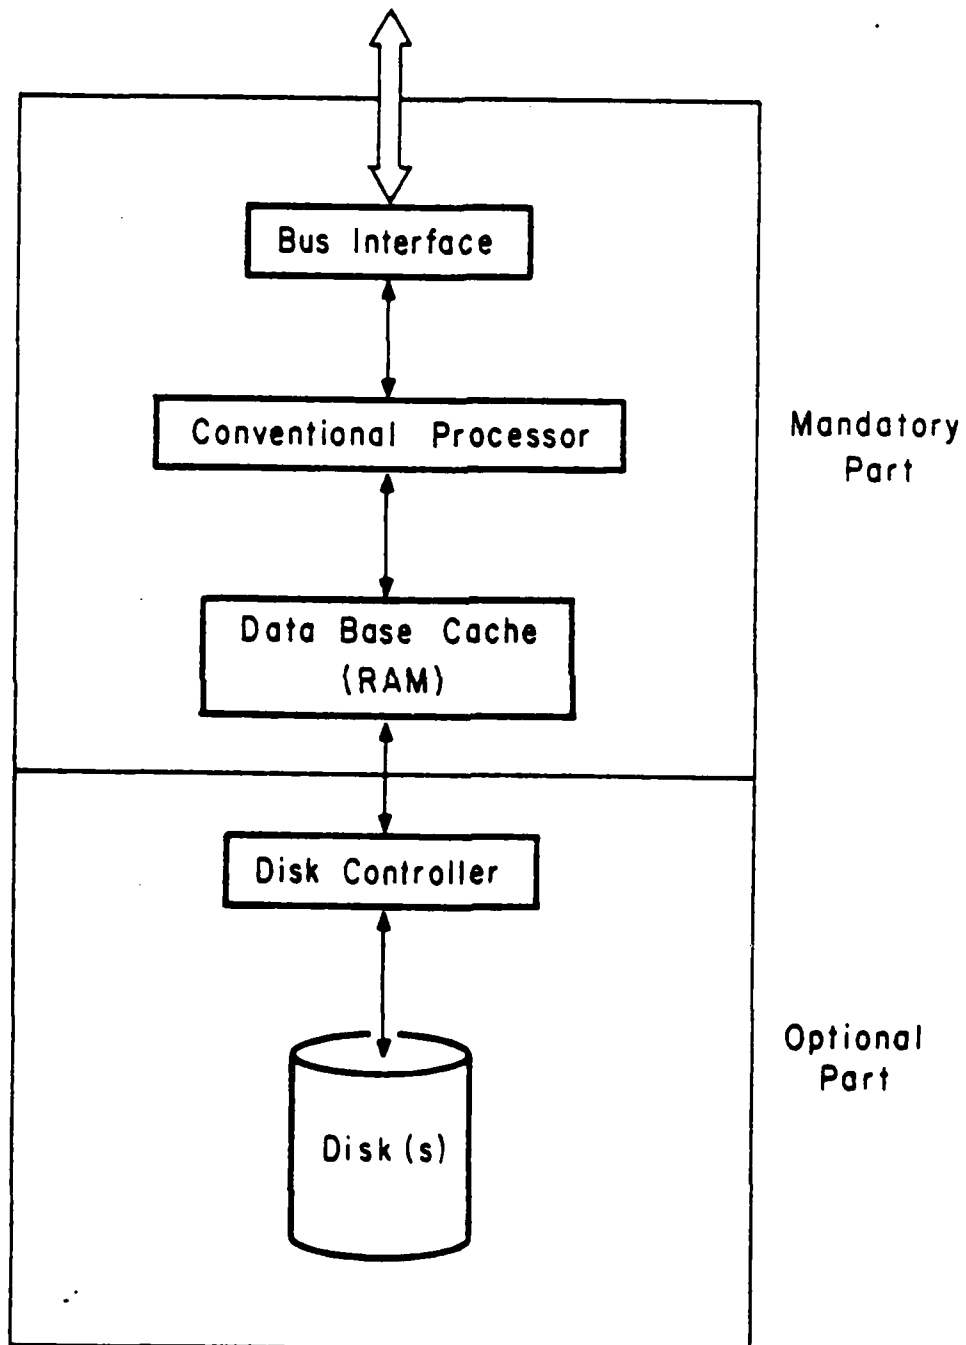 Bus Interface
Conventional Processor
Mandatory
Part
Data Base Cache
(RAM)
Disk Controller
Optional
Part
Disk(s)